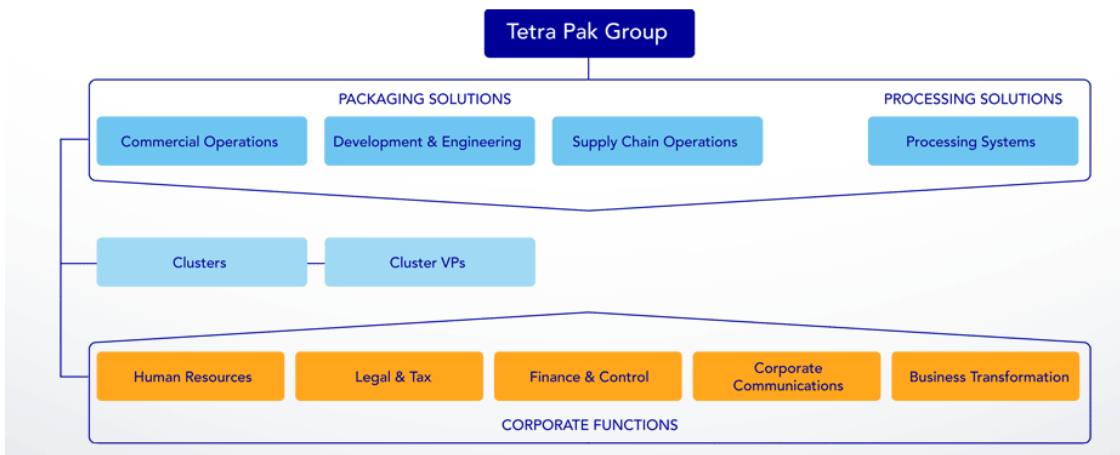 Tetra Pak Group
PACKAGING SOLUTIONS
PROCESSING SOLUTIONS
Commercial Operations
Development & Engineering
Supply Chain Operations
Processing Systems
Clusters
Cluster VPs
Human Resources
Legal & Tax
Finance & Control
Corporate
Communications
Business Transformation
CORPORATE FUNCTIONS